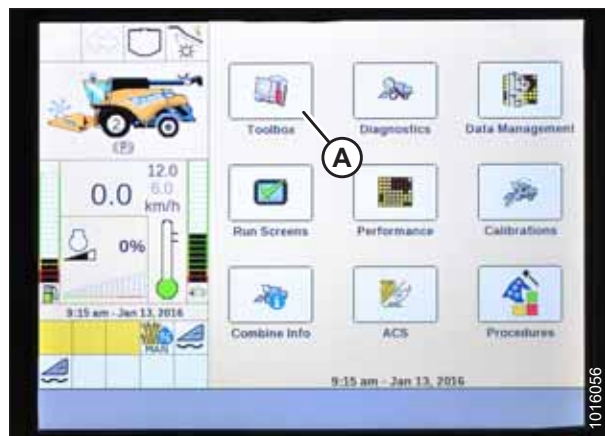 Toolbox
Diagnostics
Data Management
A
2
(P)
12.0
6.0
0.0
km/h
Run Screens
Performance
Calibrations
0%
9:15 am - Jan 13, 2016
MAN
Combine Info
ACS
Procedures
9:15 am - Jan 13, 2016
1016056